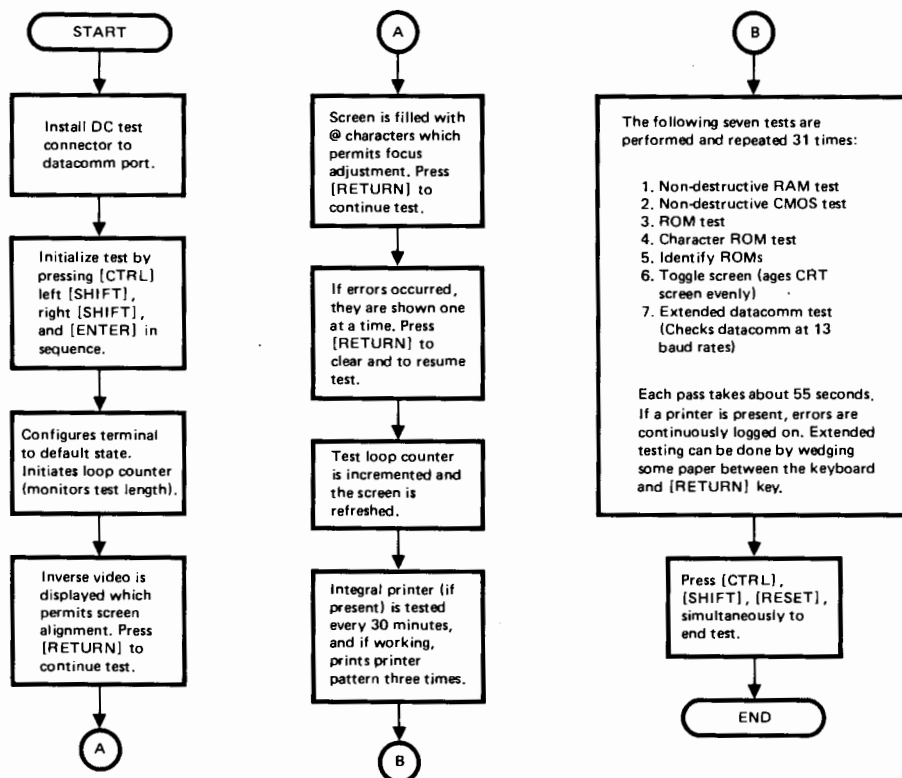 START
Install DC test
connector to
datacomm port.
Initialize test by
pressing [CTRL]
left [SHIFT],
right [SHIFT],
and [ENTER] in
sequence.
Configures terminal
to default state.
Initiates loop counter
(monitors test length).
Inverse video is
displayed which
permits screen
alignment. Press
[RETURN] to
continue test.
A
A
Screen is filled with
@ characters which
permits focus
adjustment. Press
[RETURN] to
continue test.
If errors occurred,
they are shown one
at a time. Press
[RETURN] to
clear and to resume
test.
Test loop counter
is incremented and
the screen is
refreshed.
Integral printer (if
present) is tested
every 30 minutes,
and if working,
prints printer
pattern three times.
B
B
The following seven tests are
performed and repeated 31 times:
1. Non-destructive RAM test
2. Non-destructive CMOS test
3. ROM test
4. Character ROM test
5. Identify ROMs
6. Toggle screen (ages CRT
screen evenly)
7. Extended datacomm test
(Checks datacomm at 13
baud rates)
Each pass takes about 55 seconds.
If a printer is present, errors are
continuously logged on. Extended
testing can be done by wedging
some paper between the keyboard
and [RETURN] key.
Press [CTRL],
[SHIFT], [RESET],
simultaneously to
end test.
END